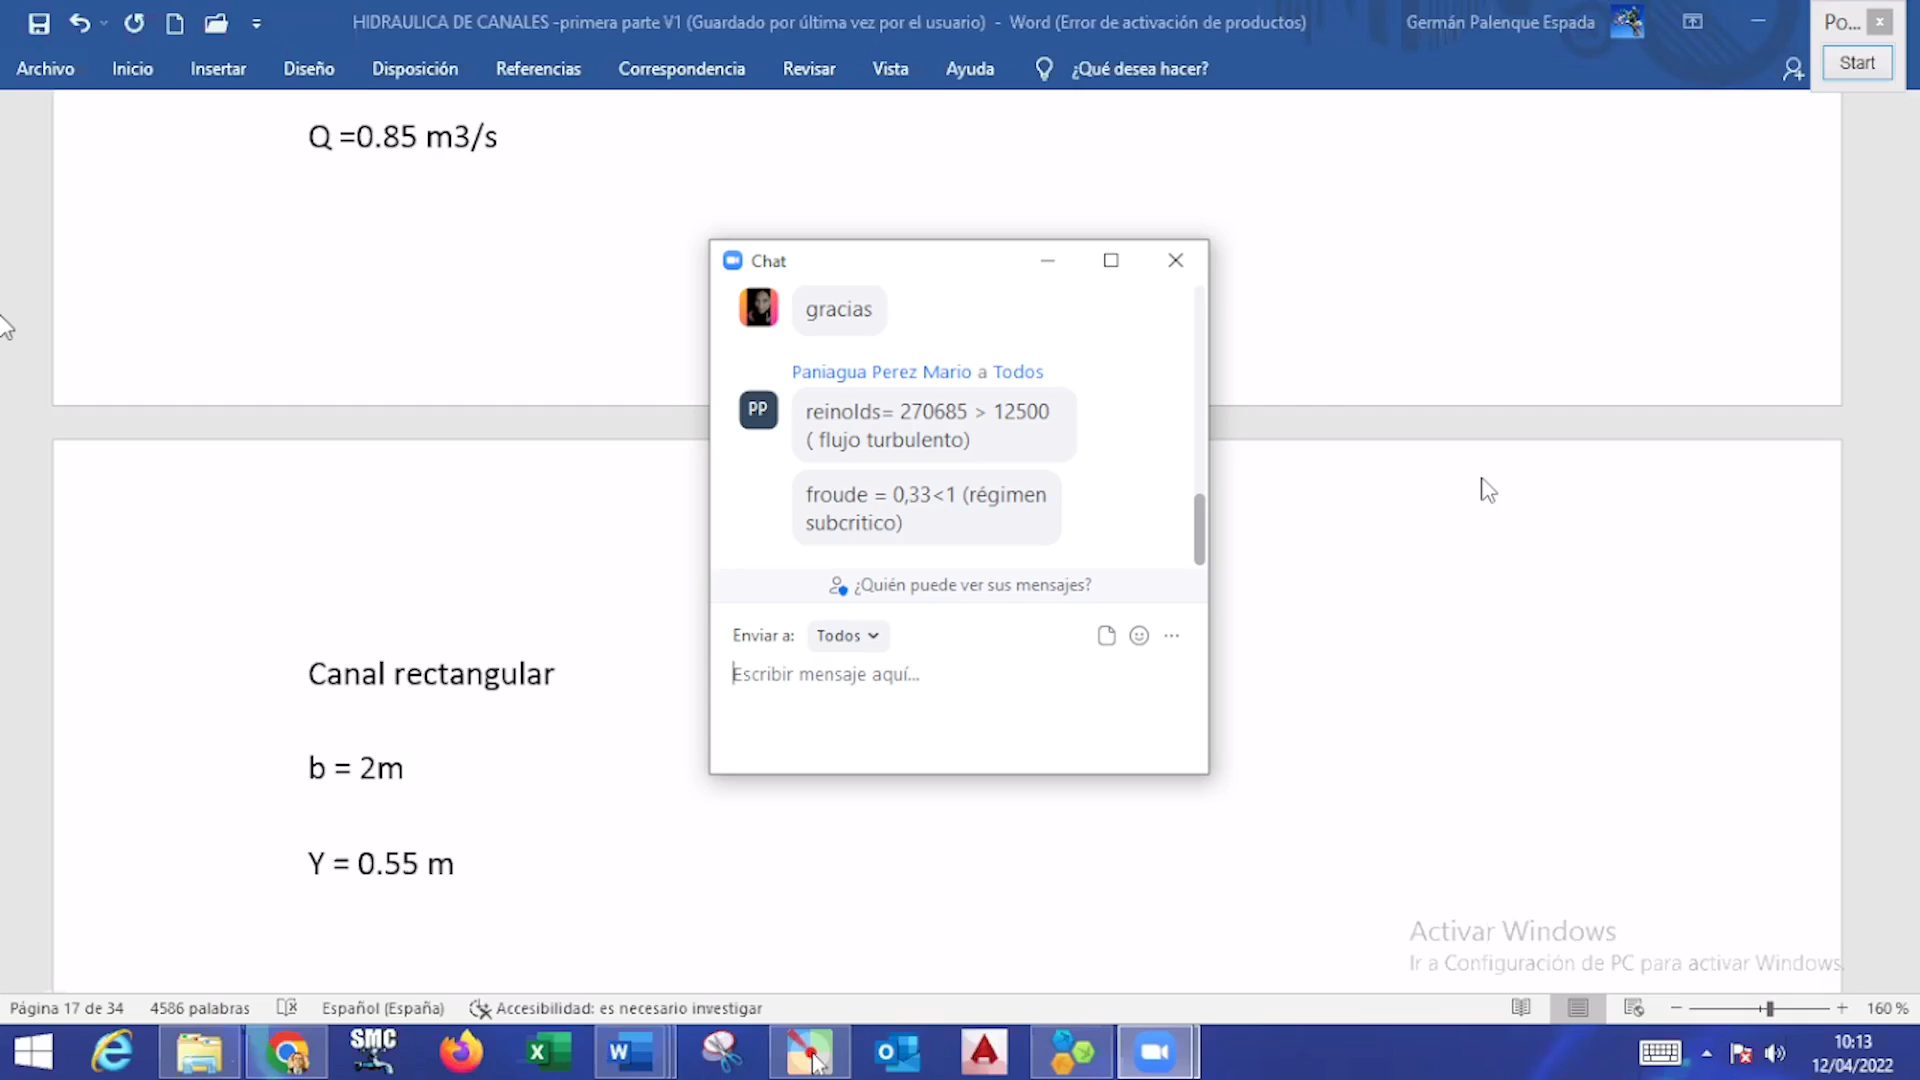 HIDRAULICA DE CANALES -primera parte V1 (Guardado por última vez por el usuario) - Word (Error de activación de productos)
Germán Palenque Espada
Po...
Start
Archivo Inicio Insertar Diseño Disposición Referencias Correspondencia Revisar Vista Ayuda ¿Qué desea hacer?
Q =0.85 m3/s
Chat
gracias
Paniagua Perez Mario a Todos
PP
reinolds= 270685 > 12500
( flujo turbulento)
froude = 0,33<1 (régimen
subcritico)
¿Quién puede ver sus mensajes?
Enviar a: Todos
Escribir mensaje aquí...
Canal rectangular
b = 2m
Y = 0.55 m
Activar Windows
Ir a Configuración de PC para activar Windows.
Página 17 de 34 4586 palabras Español (España) Accesibilidad: es necesario investigar 160 %
SMC
10:13
12/04/2022